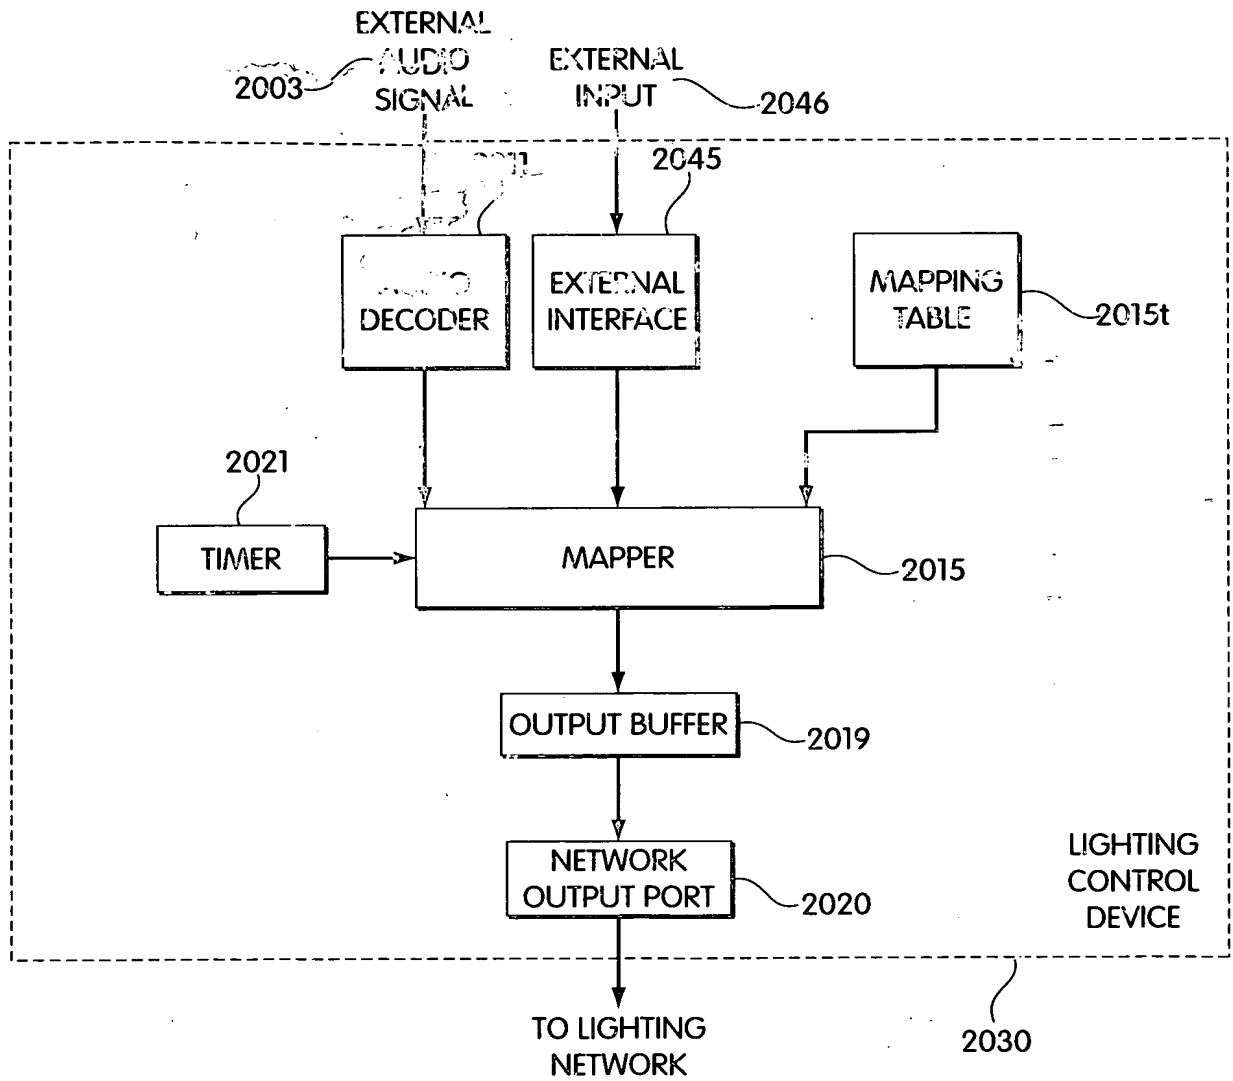 EXTERNAL
AUDIO
SIGNAL
2003
EXTERNAL
INPUT
2046
2045
DECODER
EXTERNAL
INTERFACE
MAPPING
TABLE
2015t
2021
TIMER
MAPPER
2015
OUTPUT BUFFER
2019
NETWORK
OUTPUT PORT
2020
LIGHTING
CONTROL
DEVICE
TO LIGHTING
NETWORK
2030